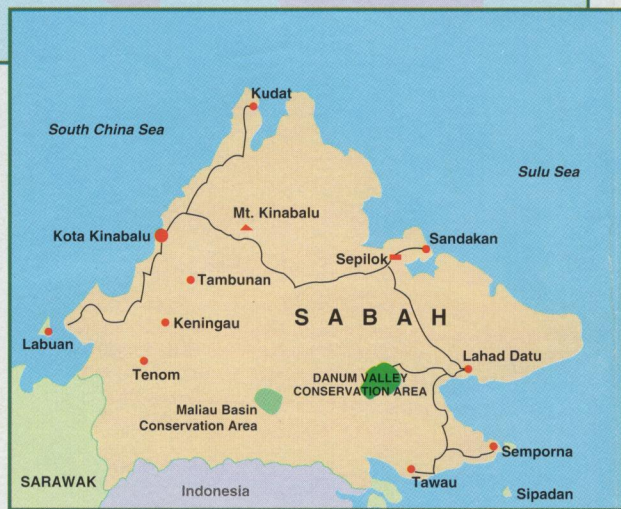 Kudat
South China Sea
Sulu Sea
Mt. Kinabalu
Kota Kinabalu
Sandakan
Sepilok
Tambunan
SABAH
Keningau
Labuan
Lahad Datu
Tenom
DANUM VALLEY
CONSERVATION AREA
Maliau Basin
Conservation Area
Semporna
SARAWAK
Tawau
Indonesia
Sipadan